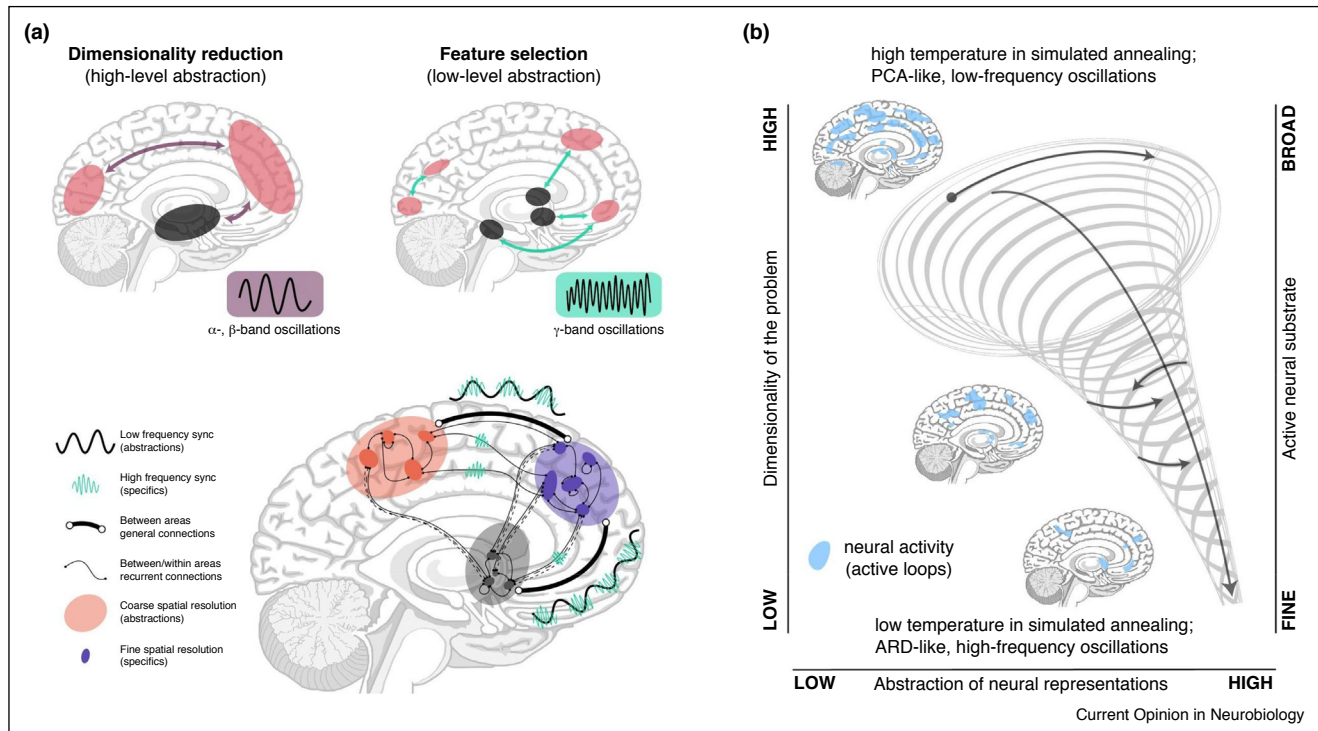 (a)
Dimensionality reduction
(high-level abstraction)
Feature selection
(low-level abstraction)
α-, β-band oscillations
γ-band oscillations
Low frequency sync
(abstractions)
High frequency sync
(specifics)
Between areas
general connections
Between/within areas
recurrent connections
Coarse spatial resolution
(abstractions)
Fine spatial resolution
(specifics)
(b)
high temperature in simulated annealing;
PCA-like, low-frequency oscillations
HIGH
Dimensionality of the problem
LOW
BROAD
Active neural substrate
FINE
neural activity
(active loops)
low temperature in simulated annealing;
ARD-like, high-frequency oscillations
LOW Abstraction of neural representations HIGH
Current Opinion in Neurobiology